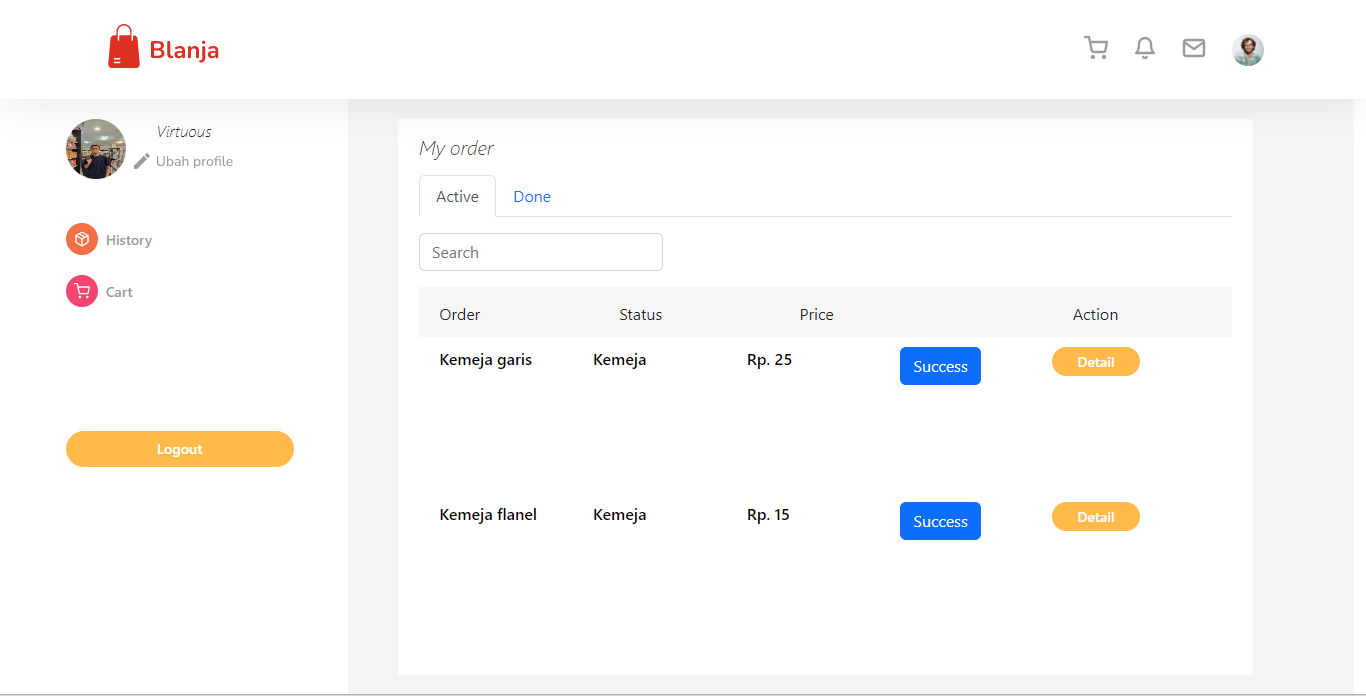 Blanja
Virtuous
Ubah profile
History
Cart
Logout
My order
Active Done
Search
Order Status Price Action
Kemeja garis Kemeja Rp. 25 Success Detail
Kemeja flanel Kemeja Rp. 15 Success Detail